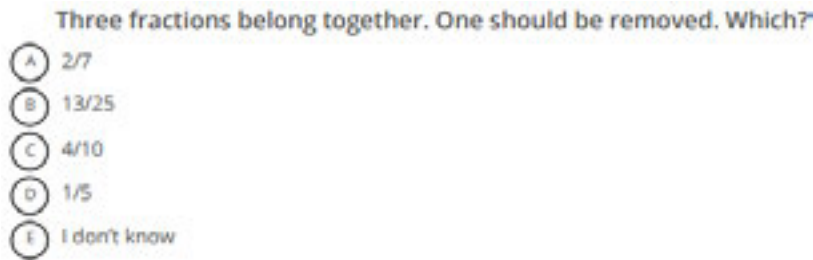 Three fractions belong together. One should be removed. Which?"
A 2/7
B 13/25
C 4/10
D 1/5
E I don't know